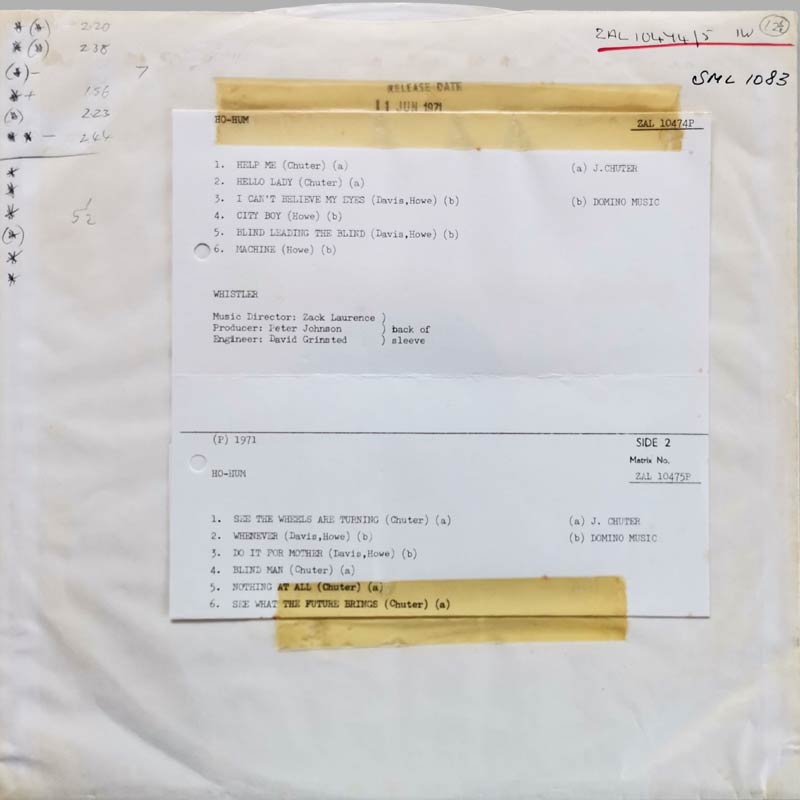 *(*) - 220
*(*) 238
(*) -
7
*+ 156
(*) 223
** - 244
*
*
*
(*)
*
*
ZAL 10474/5 1W
SML 1083
RELEASE DATE
11 JUN 1971
HO-HUM
ZAL 10474P
1. HELP ME (Chuter) (a)
(a) J.CHUTER
2. HELLO LADY (Chuter) (a)
3. I CAN'T BELIEVE MY EYES (Davis,Howe) (b)
(b) DOMINO MUSIC
4. CITY BOY (Howe) (b)
5. BLIND LEADING THE BLIND (Davis,Howe) (b)
6. MACHINE (Howe) (b)
WHISTLER
Music Director: Zack Laurence )
Producer: Peter Johnson ) back of
Engineer: David Grinsted ) sleeve
(P) 1971
SIDE 2
Matrix No.
HO-HUM
ZAL 10475P
1. SEE THE WHEELS ARE TURNING (Chuter) (a)
(a) J. CHUTER
2. WHENEVER (Davis,Howe) (b)
(b) DOMINO MUSIC
3. DO IT FOR MOTHER (Davis,Howe) (b)
4. BLIND MAN (Chuter) (a)
5. NOTHING AT ALL (Chuter) (a)
6. SEE WHAT THE FUTURE BRINGS (Chuter) (a)